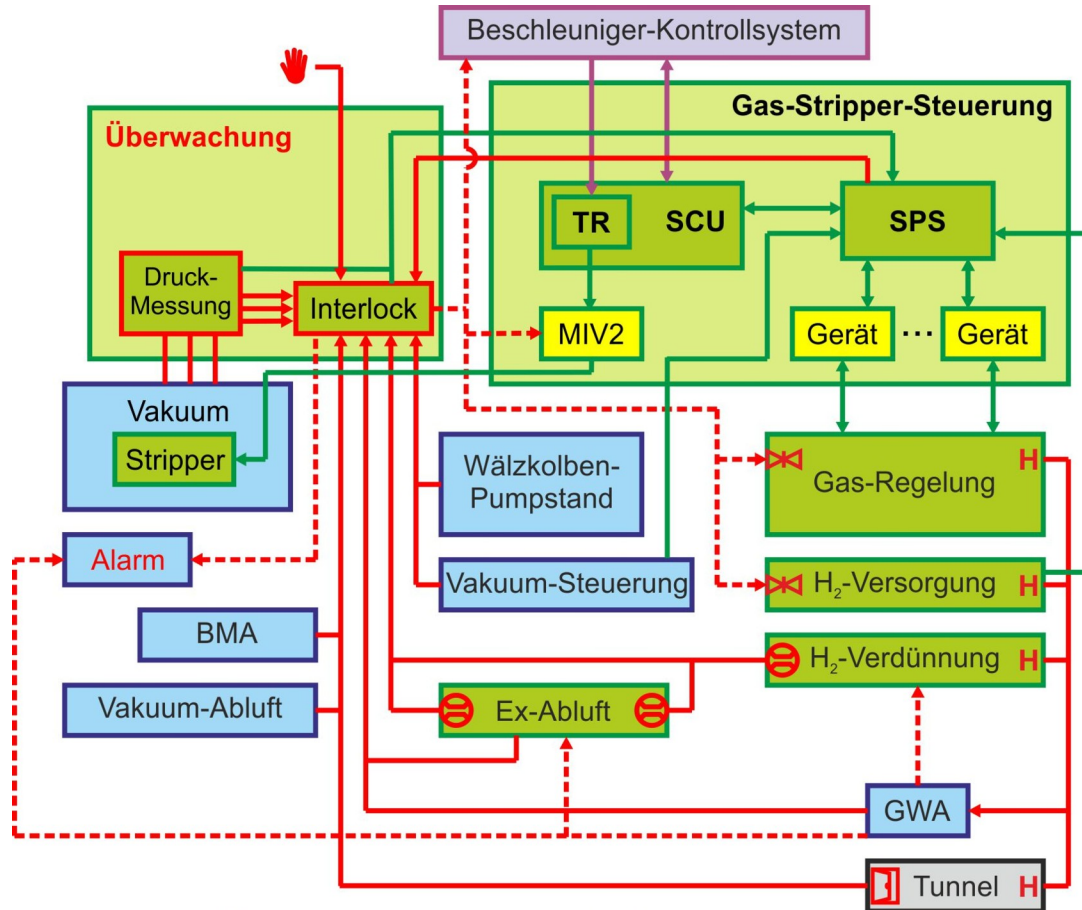 Beschleuniger-Kontrollsystem
Überwachung
Gas-Stripper-Steuerung
TR
SCU
SPS
Druck-
Messung
Interlock
MIV2
Gerät
...
Gerät
Vakuum
Stripper
Wälzkolben-
Pumpstand
Gas-Regelung
H
Alarm
Vakuum-Steuerung
H₂-Versorgung
H
BMA
H₂-Verdünnung
H
Vakuum-Abluft
Ex-Abluft
GWA
Tunnel
H